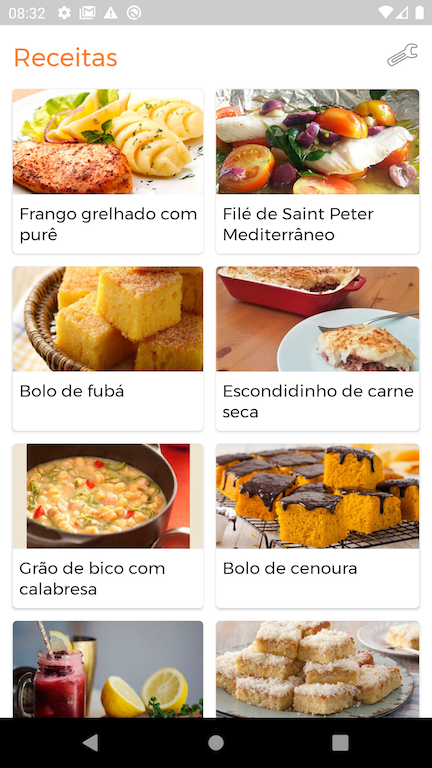 08:32
Receitas
Frango grelhado com
purê
Filé de Saint Peter
Mediterrâneo
Bolo de fubá
Escondidinho de carne
seca
Grão de bico com
calabresa
Bolo de cenoura